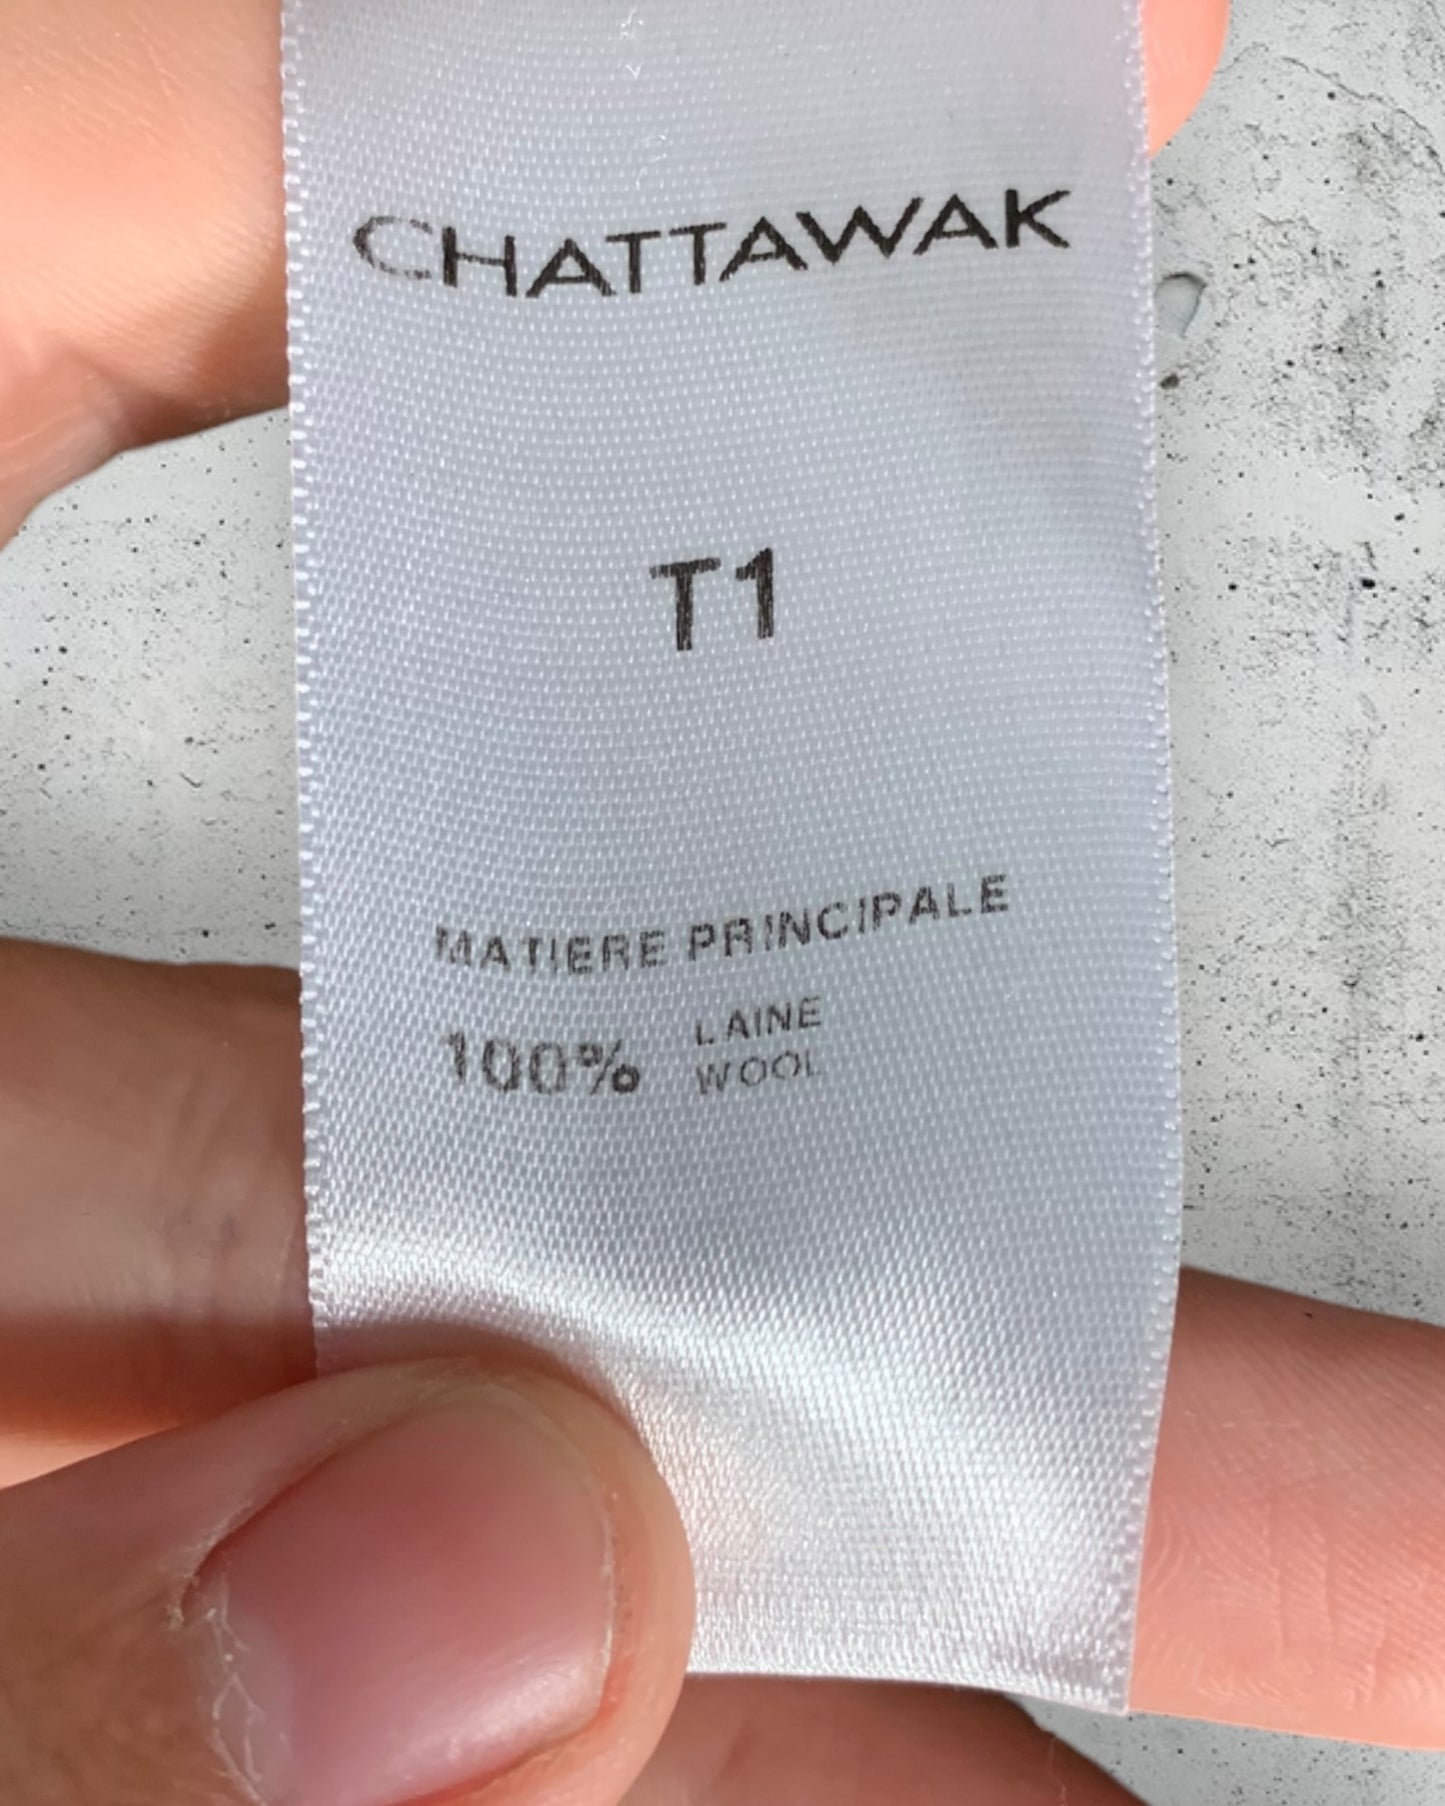 CHATTAWAK
T1
MATIERE PRINCIPALE
100% LAINE
WOOL